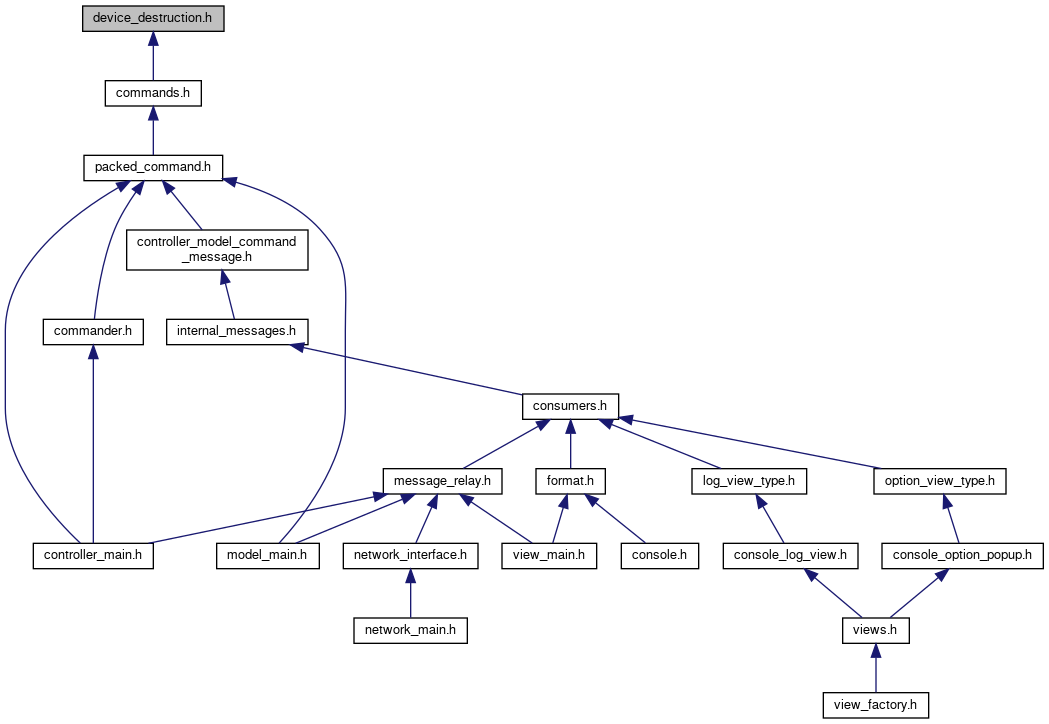 device_destruction.h
commands.h
packed_command.h
controller_model_command
_message.h
commander.h
internal_messages.h
consumers.h
message_relay.h
format.h
log_view_type.h
option_view_type.h
controller_main.h
model_main.h
network_interface.h
view_main.h
console.h
console_log_view.h
console_option_popup.h
network_main.h
views.h
view_factory.h